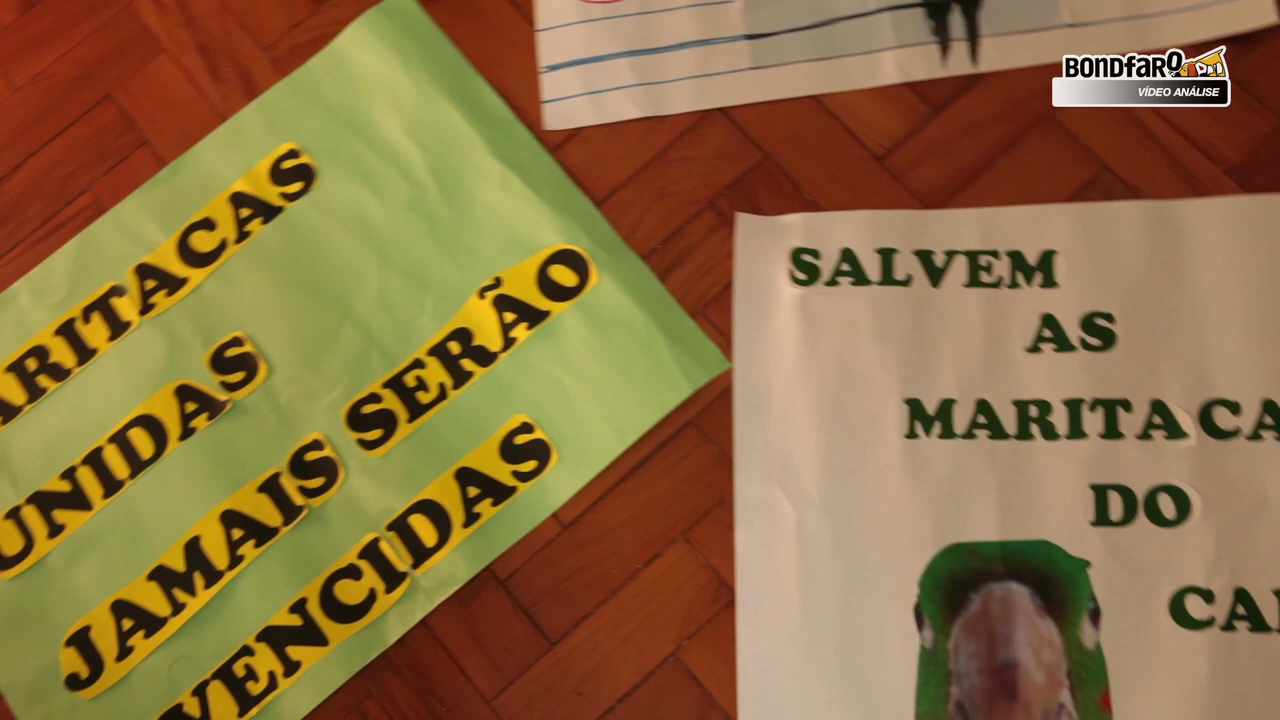 BONDFARO
VÍDEO ANÁLISE
ARITACAS
UNIDAS
JAMAIS SERÃO
VENCIDAS
SALVEM
AS
MARITACA
DO
CA